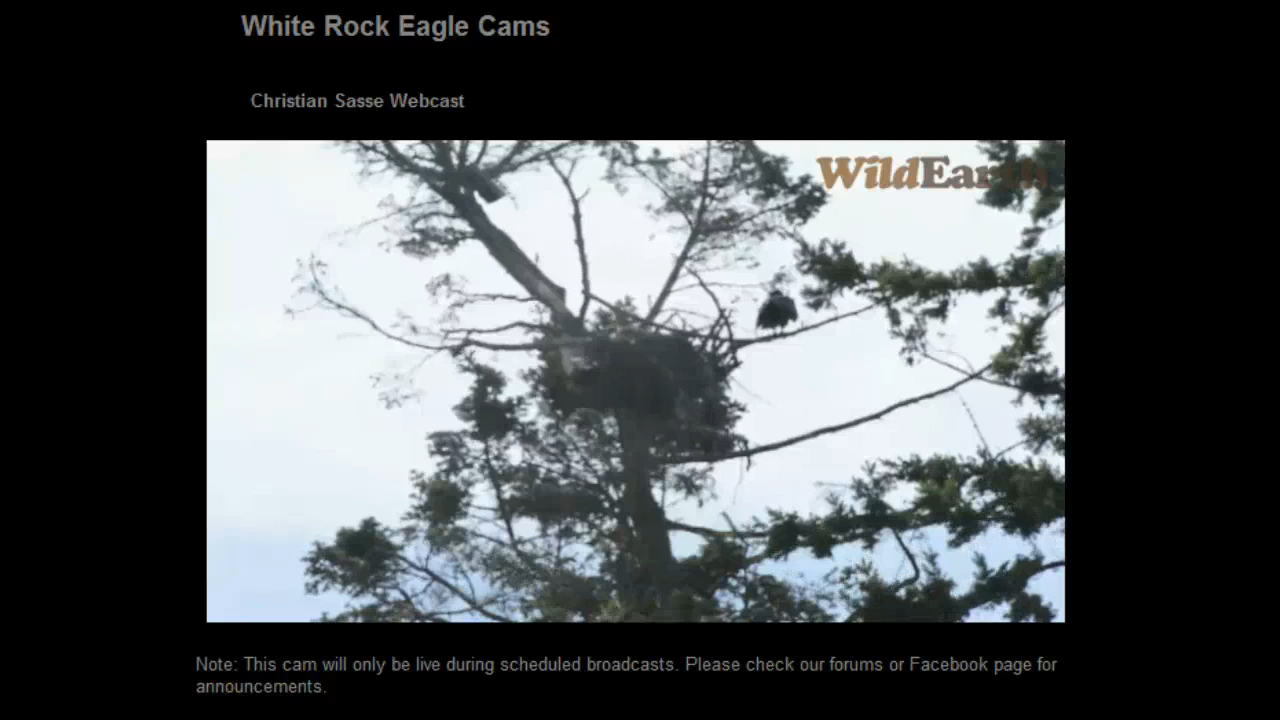 White Rock Eagle Cams
Christian Sasse Webcast
WildEarth
Note: This cam will only be live during scheduled broadcasts. Please check our forums or Facebook page for
announcements.